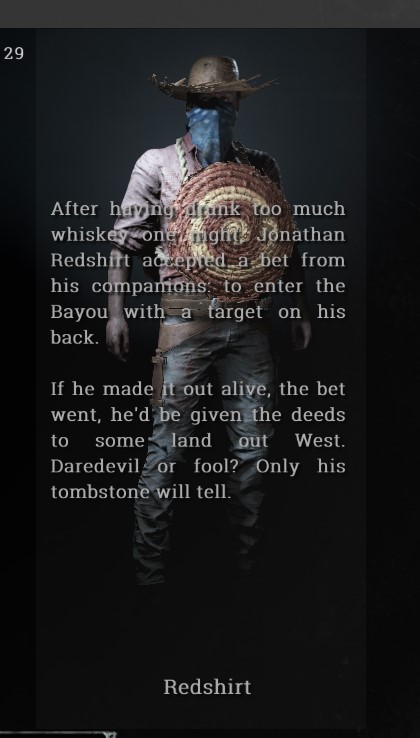 29
After having drunk too much
whiskey one night, Jonathan
Redshirt accepted a bet from
his companions: to enter the
Bayou with a target on his
back.
If he made it out alive, the bet
went, he'd be given the deeds
to some land out West.
Daredevil or fool? Only his
tombstone will tell.
Redshirt